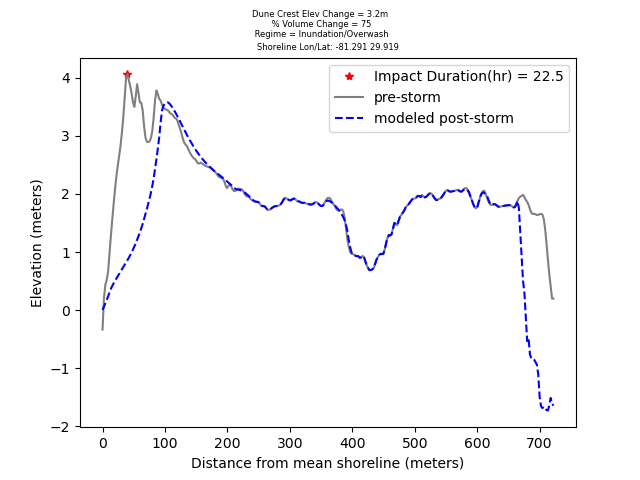 Dune Crest Elev Change = 3.2m
% Volume Change = 75
Regime = Inundation/Overwash
Shoreline Lon/Lat: -81.291 29.919
Impact Duration(hr) = 22.5
pre-storm
modeled post-storm
Elevation (meters)
4
3
2
1
0
−1
−2
0 100 200 300 400 500 600 700
Distance from mean shoreline (meters)